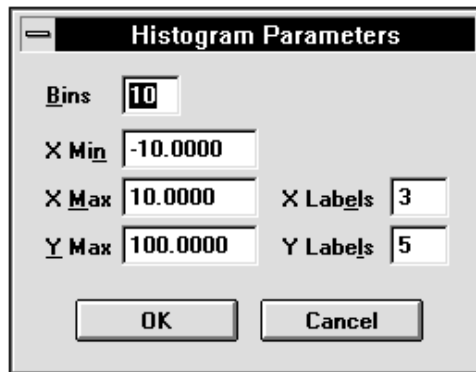 Histogram Parameters
Bins 10
X Min -10.0000
X Max 10.0000 X Labels 3
Y Max 100.0000 Y Labels 5
OK Cancel